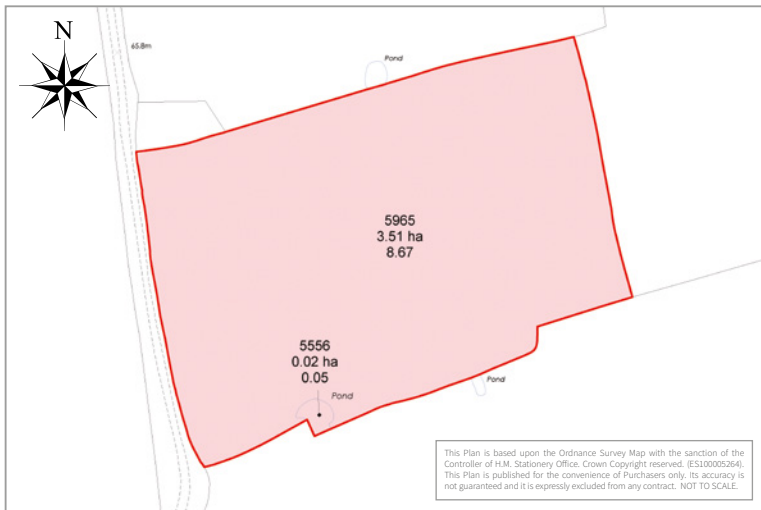 N
65.8m
Pond
5965
3.51 ha
8.67
5556
0.02 ha
0.05
Pond
Pond
This Plan is based upon the Ordnance Survey Map with the sanction of the
Controller of H.M. Stationery Office. Crown Copyright reserved. (ES100005264).
This Plan is published for the convenience of Purchasers only. Its accuracy is
not guaranteed and it is expressly excluded from any contract. NOT TO SCALE.